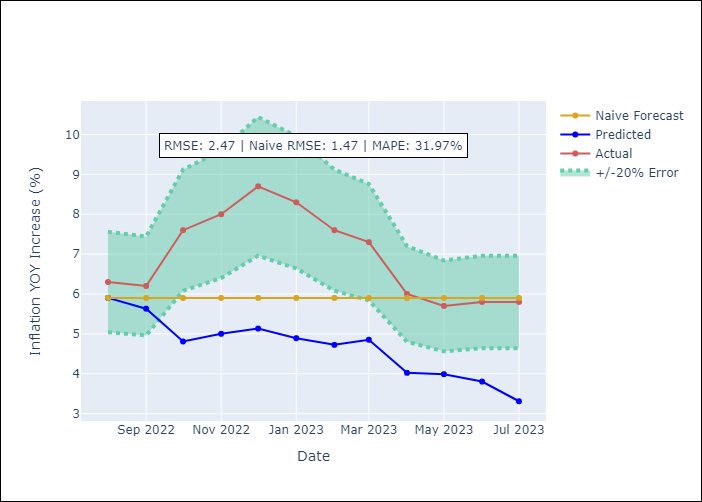 RMSE: 2.47 | Naive RMSE: 1.47 | MAPE: 31.97%
Naive Forecast
Predicted
Actual
+/-20% Error
Inflation YOY Increase (%)
10
9
8
7
6
5
4
3
Sep 2022
Nov 2022
Jan 2023
Mar 2023
May 2023
Jul 2023
Date